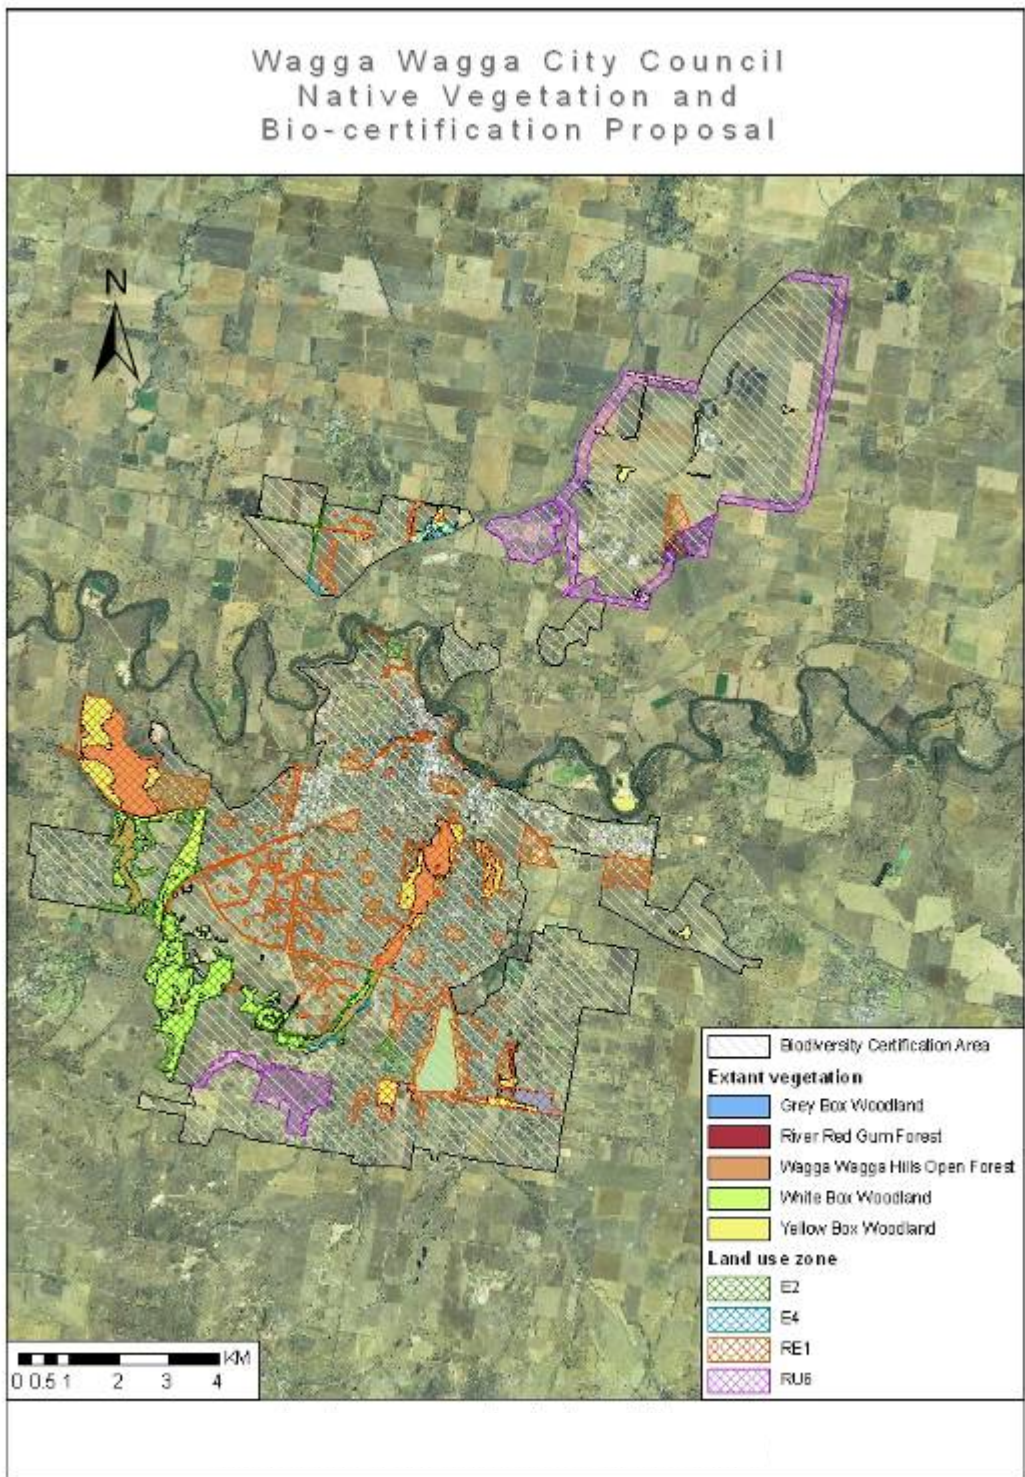 Wagga Wagga City Council
Native Vegetation and
Bio-certification Proposal
N
Biodiversity Certification Area
Extant vegetation
Grey Box Woodland
River Red Gum Forest
Wagga Wagga Hills Open Forest
White Box Woodland
Yellow Box Woodland
Land use zone
E2
E4
RE1
RU6
KM
0 0.5 1 2 3 4